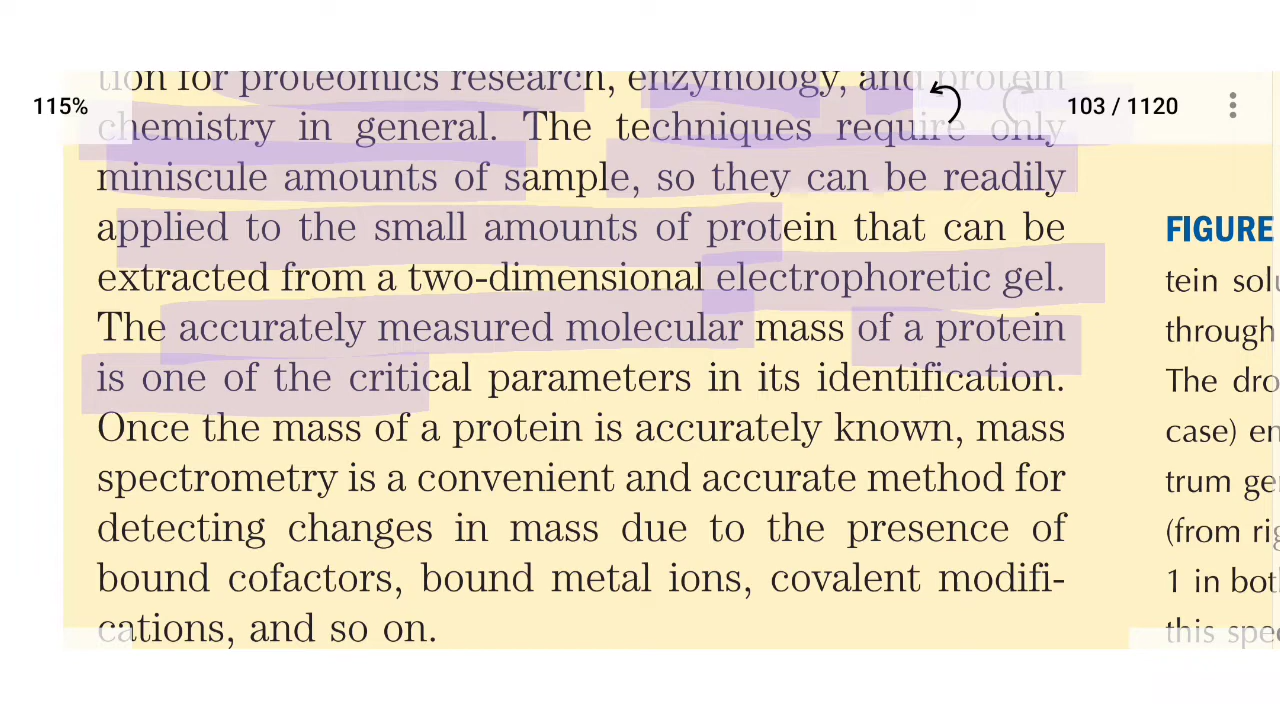 tion for proteomics research, enzymology, and protein
115%
103 / 1120
chemistry in general. The techniques require only
miniscule amounts of sample, so they can be readily
applied to the small amounts of protein that can be
extracted from a two-dimensional electrophoretic gel.
The accurately measured molecular mass of a protein
is one of the critical parameters in its identification.
Once the mass of a protein is accurately known, mass
spectrometry is a convenient and accurate method for
detecting changes in mass due to the presence of
bound cofactors, bound metal ions, covalent modifi-
cations, and so on.
FIGURE
tein solu
through
The dro
case) en
trum ge
(from rig
1 in bot
this spe